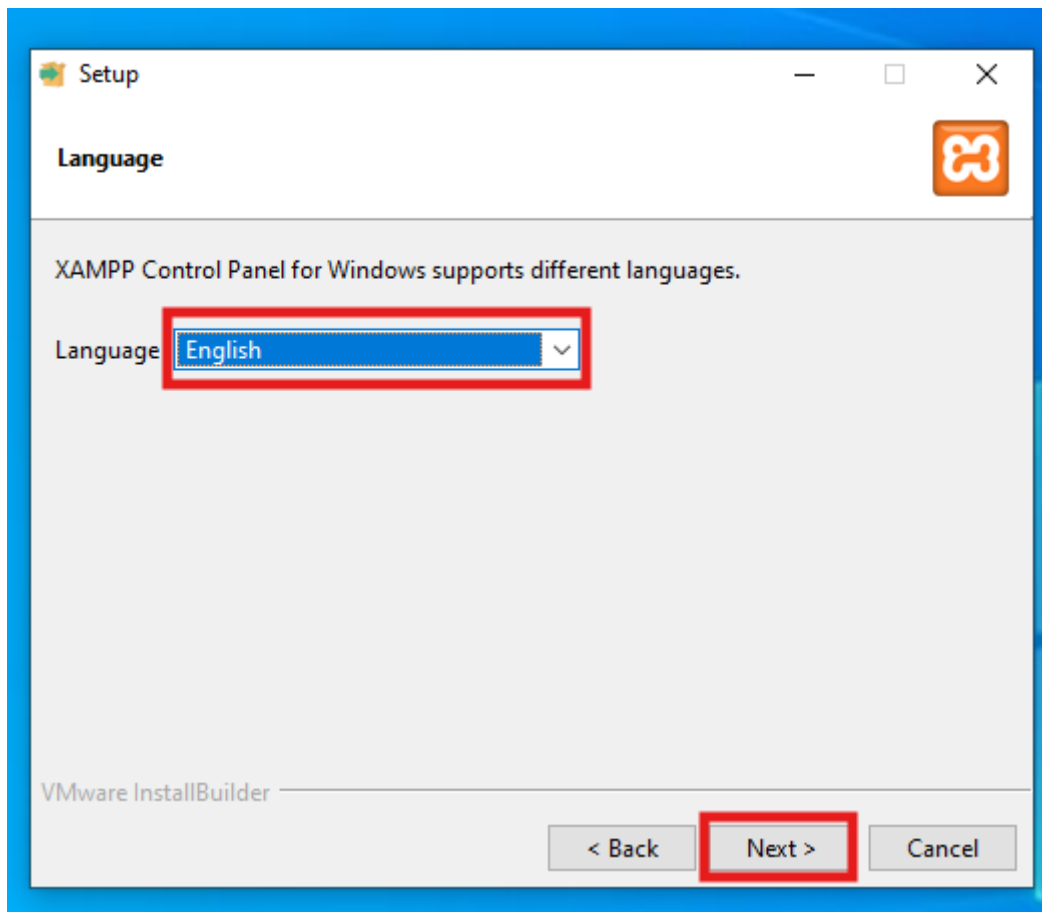 Setup
Language
XAMPP Control Panel for Windows supports different languages.
Language English
VMware InstallBuilder
< Back Next > Cancel